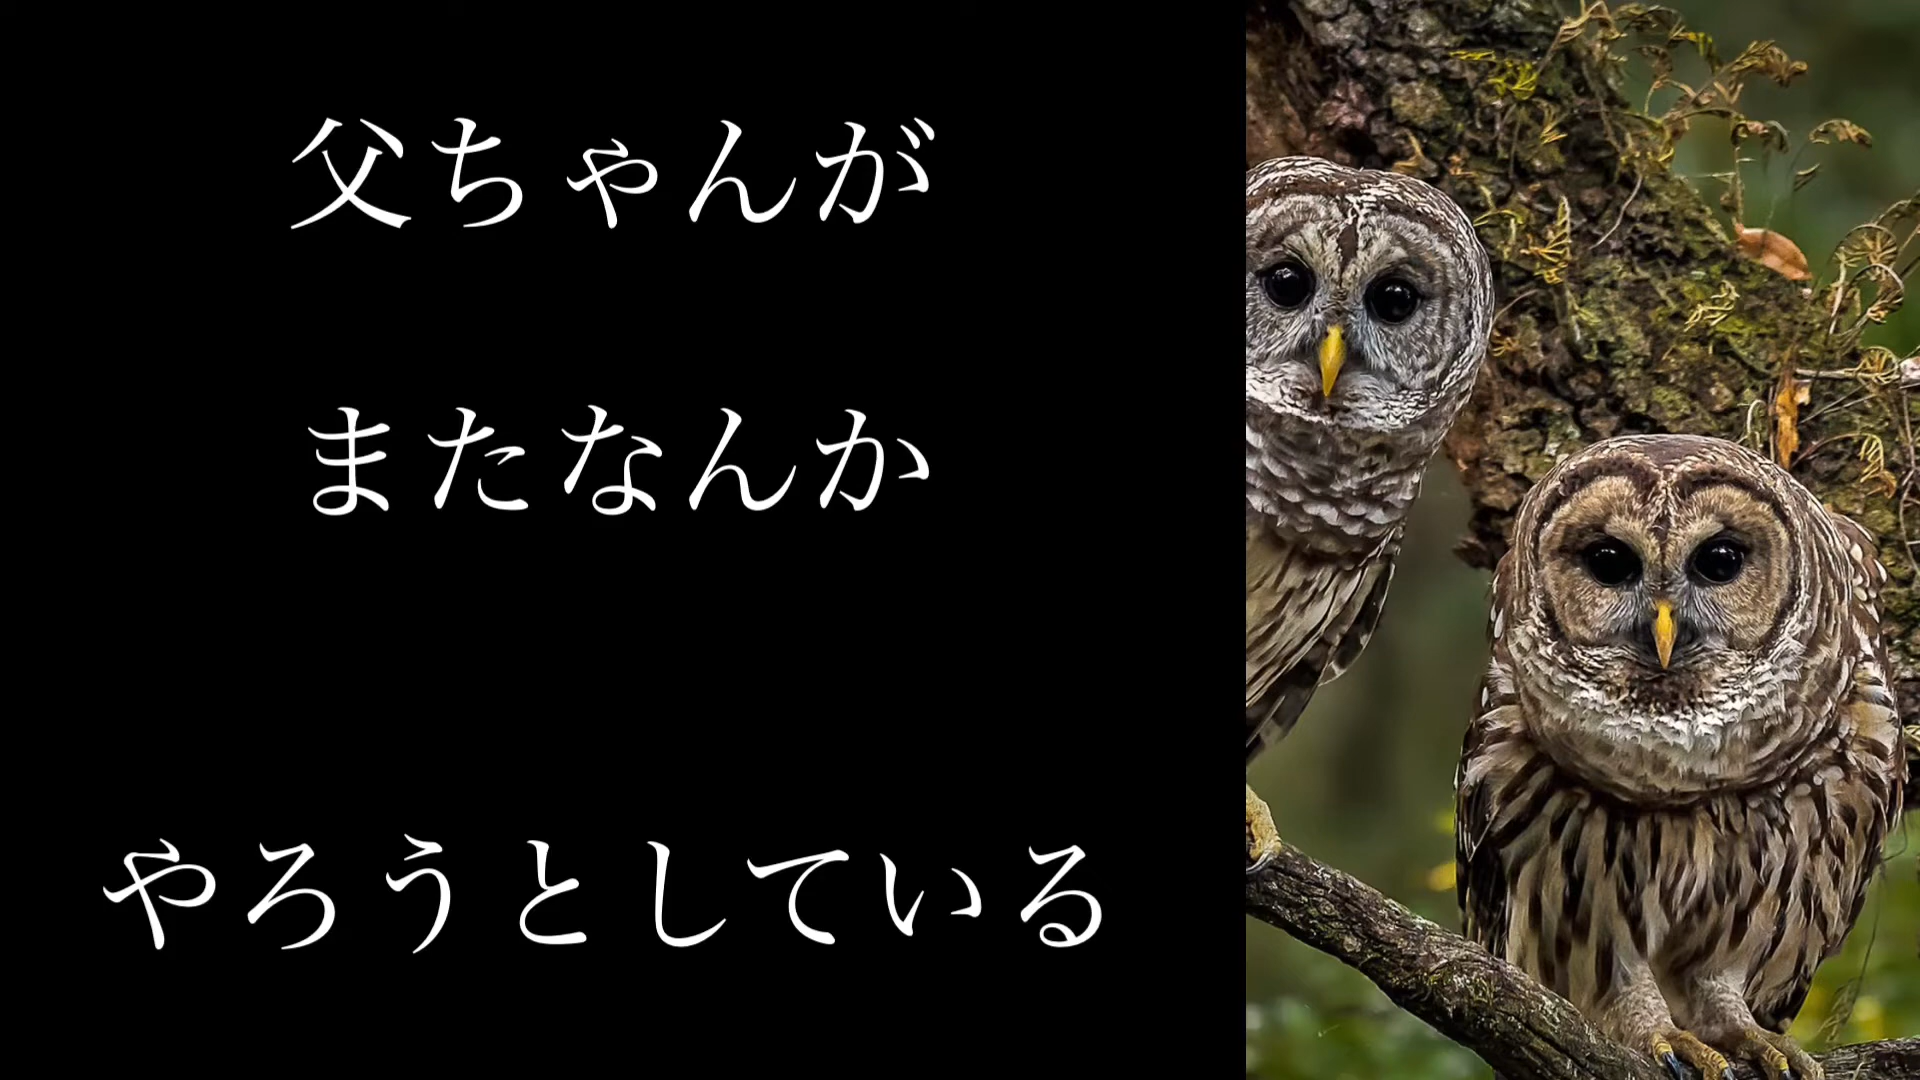 父ちゃんが
またなんか
やろうとしている